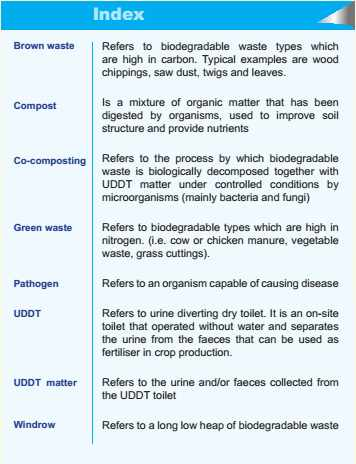 Index
Brown waste Refers to biodegradable waste types which
are high in carbon. Typical examples are wood
chippings, saw dust, twigs and leaves.
Compost Is a mixture of organic matter that has been
digested by organisms, used to improve soil
structure and provide nutrients
Co-composting Refers to the process by which biodegradable
waste is biologically decomposed together with
UDDT matter under controlled conditions by
microorganisms (mainly bacteria and fungi)
Green waste Refers to biodegradable types which are high in
nitrogen. (i.e. cow or chicken manure, vegetable
waste, grass cuttings).
Pathogen Refers to an organism capable of causing disease
UDDT Refers to urine diverting dry toilet. It is an on-site
toilet that operated without water and separates
the urine from the faeces that can be used as
fertiliser in crop production.
UDDT matter Refers to the urine and/or faeces collected from
the UDDT toilet
Windrow Refers to a long low heap of biodegradable waste